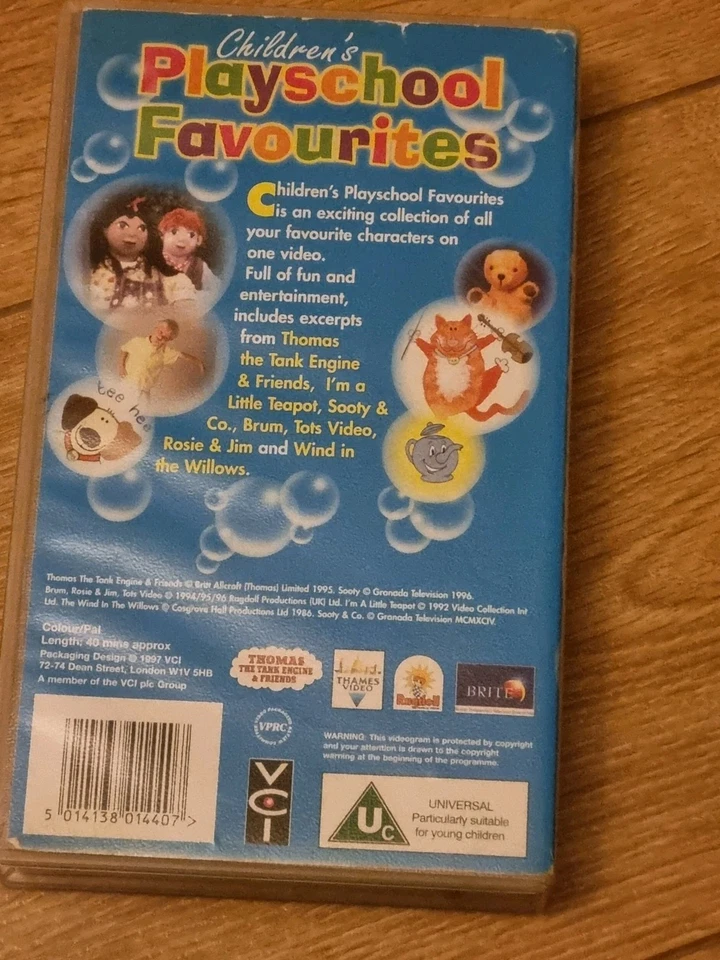 Children's
Playschool
Favourites
Children's Playschool Favourites
is an exciting collection of all
your favourite characters on
one video.
Full of fun and
entertainment,
includes excerpts
from Thomas
the Tank Engine
& Friends, I'm a
Little Teapot, Sooty &
Co., Brum, Tots Video,
Rosie & Jim and Wind in
the Willows.
tee hee
Thomas The Tank Engine & Friends © Britt Allcroft (Thomas) Limited 1995. Sooty © Granada Television 1996.
Brum, Rosie & Jim, Tots Video © 1994/95/96 Ragdoll Productions (UK) Ltd. I'm A Little Teapot © 1992 Video Collection Int
Ltd. The Wind In The Willows © Cosgrove Hall Productions Ltd 1986. Sooty & Co. © Granada Television MCMXCIV.
Colour/Pal
Length: 40 mins approx
Packaging Design © 1997 VCI
72-74 Dean Street, London W1V 5HB
A member of the VCI plc Group
THOMAS
THE TANK ENGINE
& FRIENDS
THAMES
VIDEO
Ragdoll
BRITE
VPRC
WARNING: This videogram is protected by copyright
and your attention is drawn to the copyright
warning at the beginning of the programme.
5 014138 014407 >
VCI
Uc
UNIVERSAL
Particularly suitable
for young children